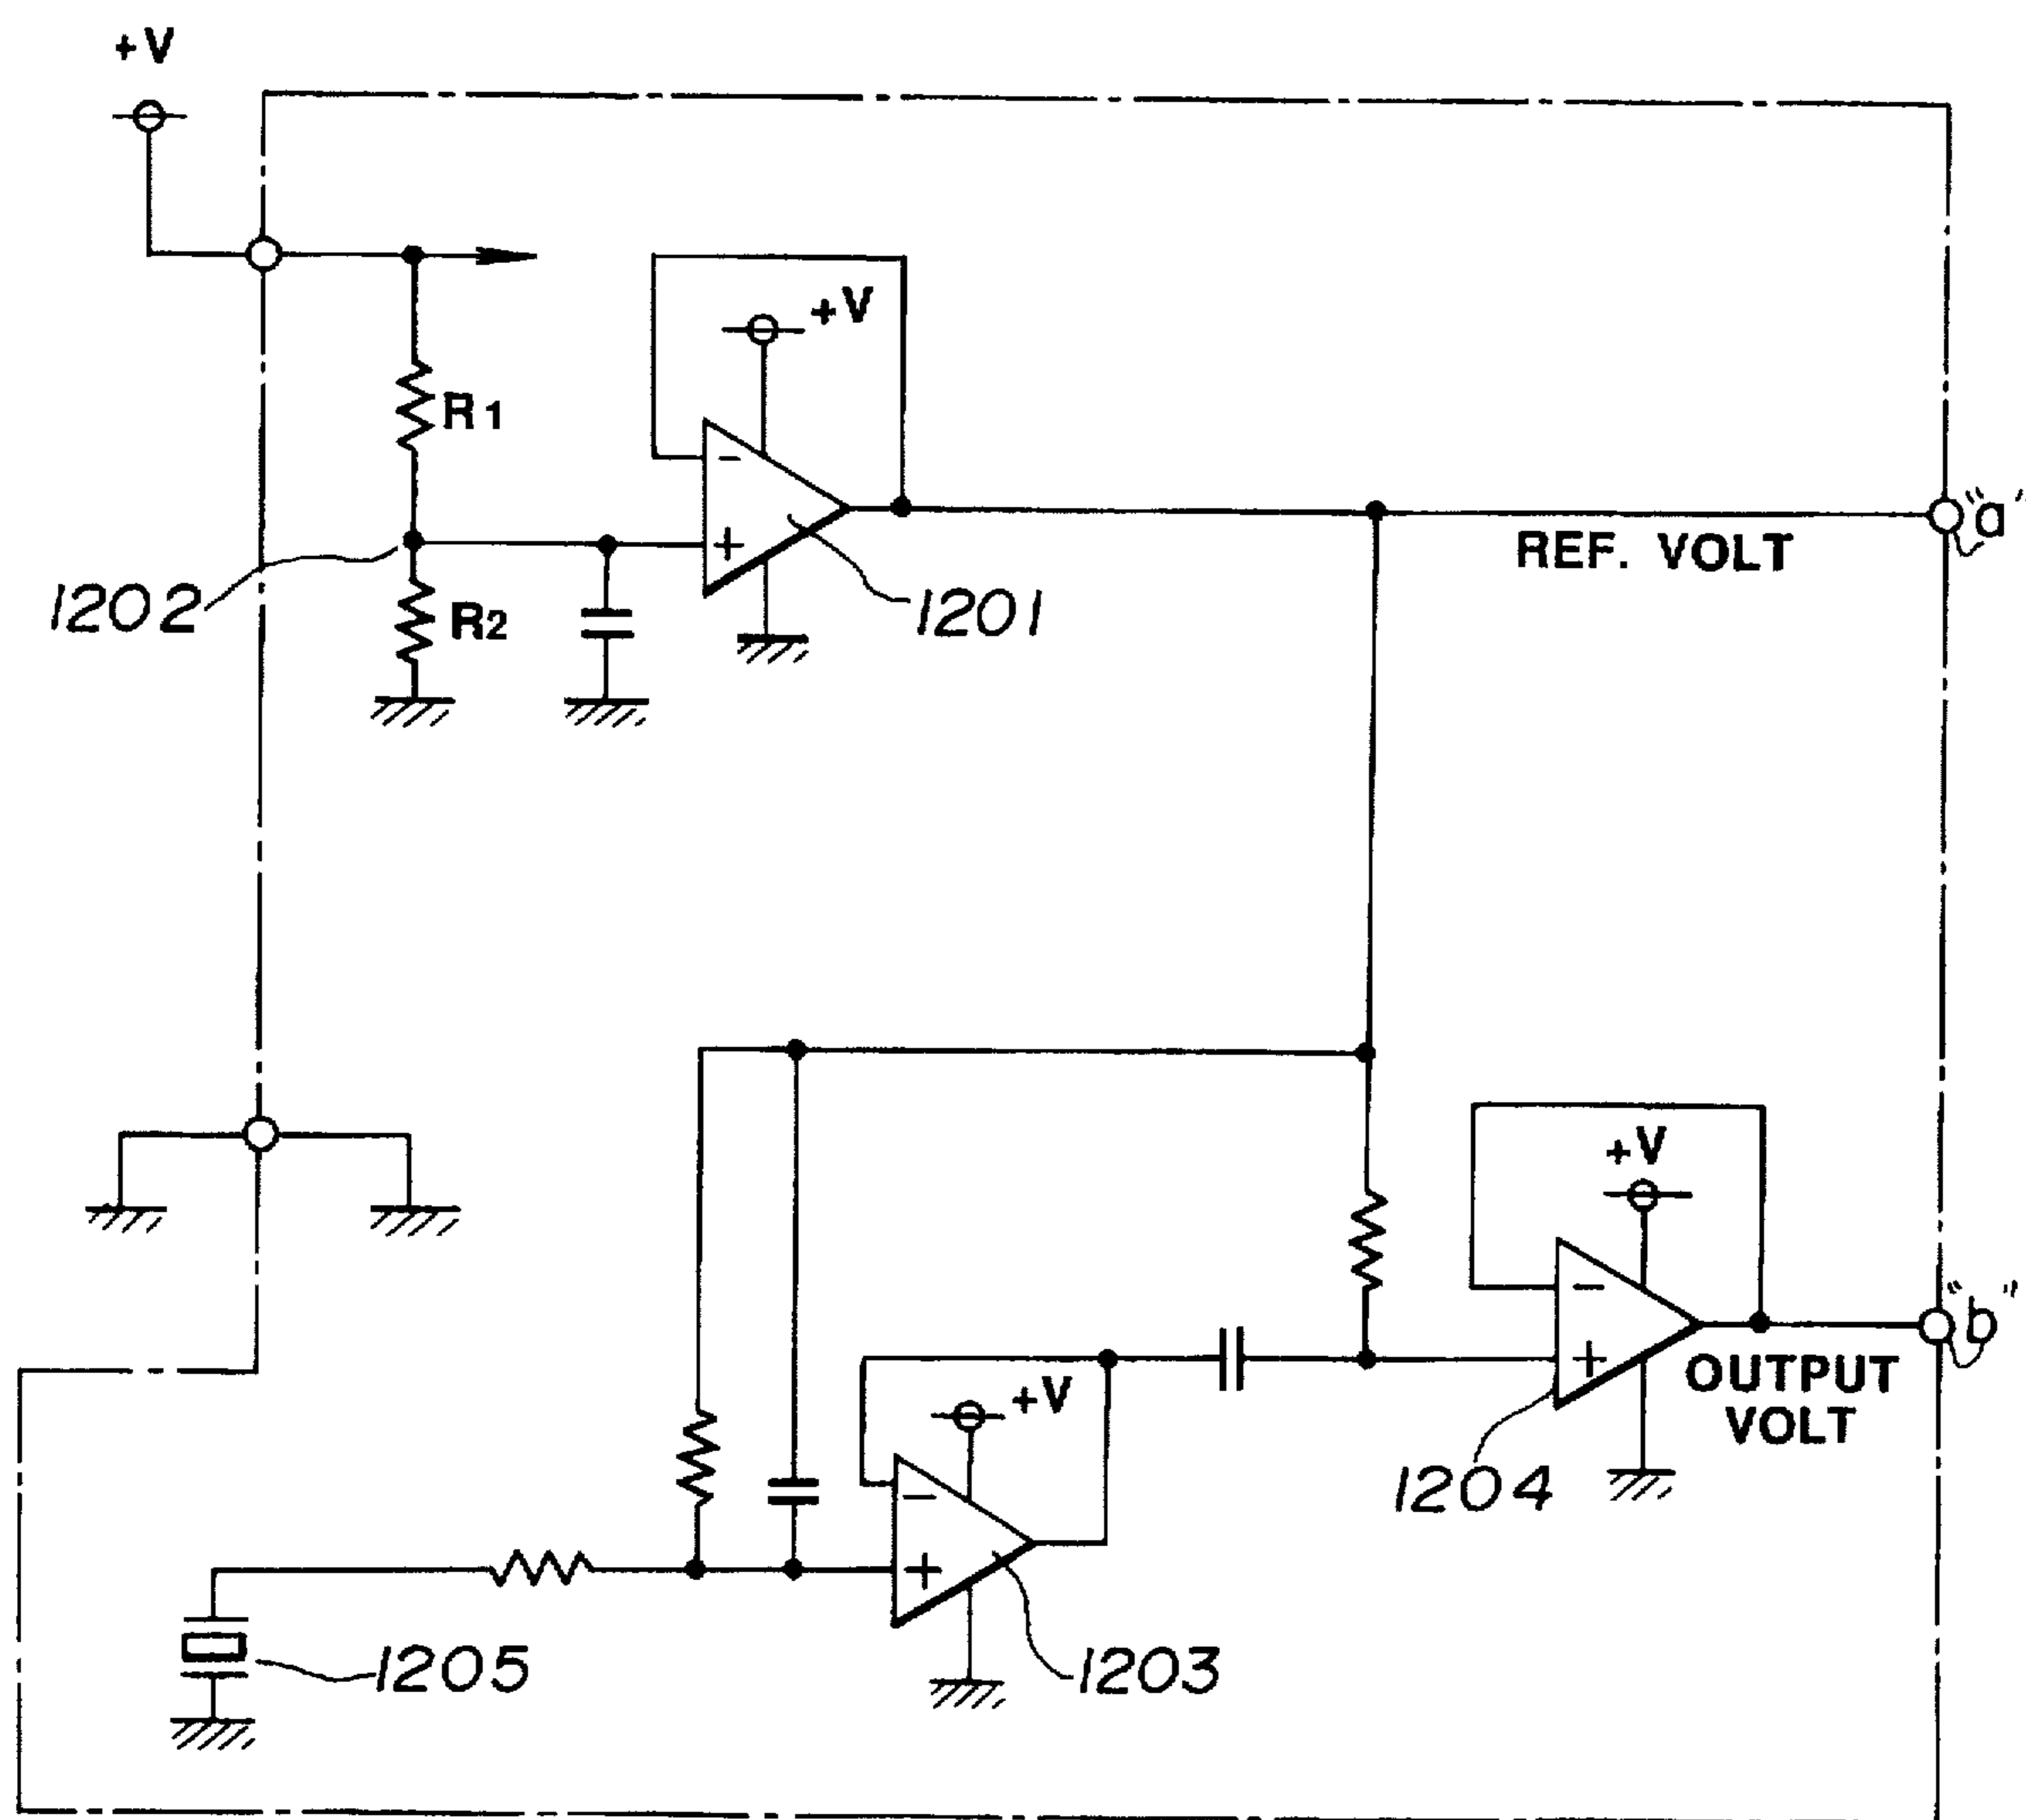 +V
+V
R1
"a"
REF. VOLT
1202
R2
1201
+V
"b"
+V
OUTPUT
VOLT
1204
1205
1203